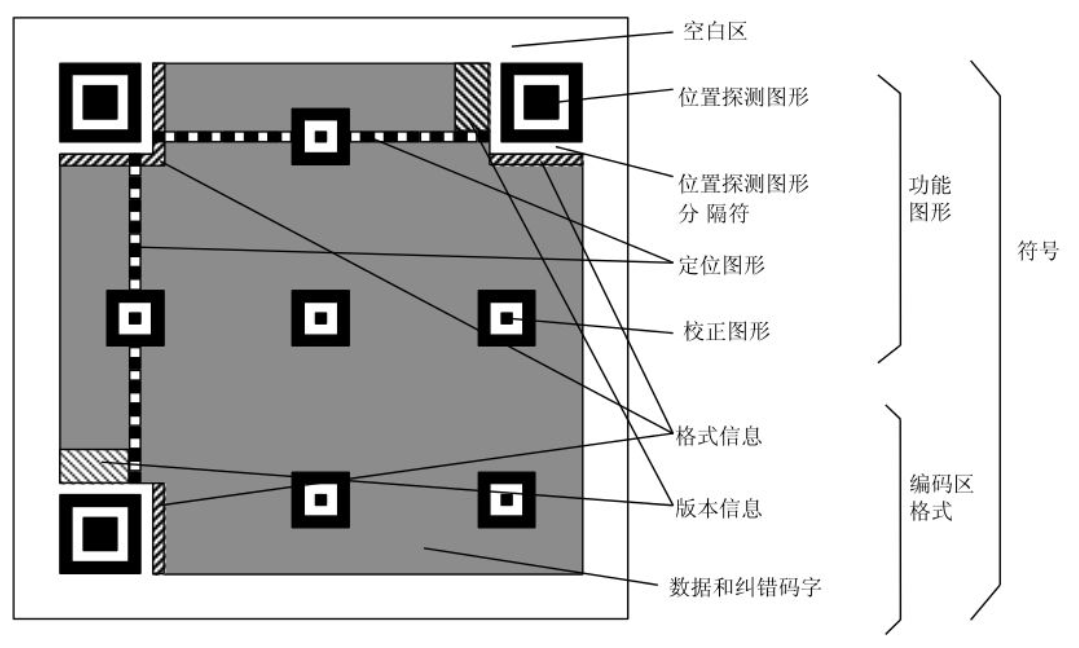 空白区
位置探测图形
位置探测图形
分 隔符
定位图形
校正图形
格式信息
版本信息
数据和纠错码字
功能
图形
编码区
格式
符号